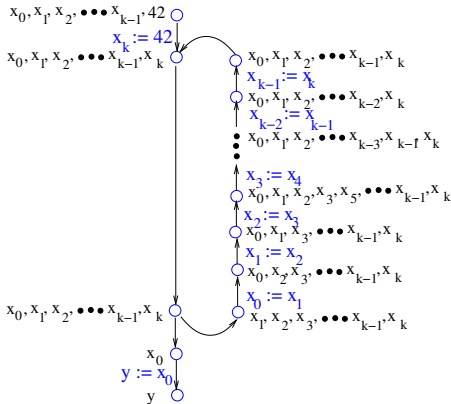 x0, x1, x2, ••• xk−1, 42
xk := 42
x0, x1, x2, ••• xk−1, xk
x0, x1, x2, ••• xk−1, xk
x0
y := x0
y
x0, x1, x2, ••• xk−1, xk
xk−1 := xk
x0, x1, x2, ••• xk−2, xk
xk−2 := xk−1
x0, x1, x2, ••• xk−3, xk−1, xk
x3 := x4
x0, x1, x2, x3, x5, ••• xk−1, xk
x2 := x3
x0, x1, x3, ••• xk−1, xk
x1 := x2
x0, x2, x3, ••• xk−1, xk
x0 := x1
x1, x2, x3, ••• xk−1, xk